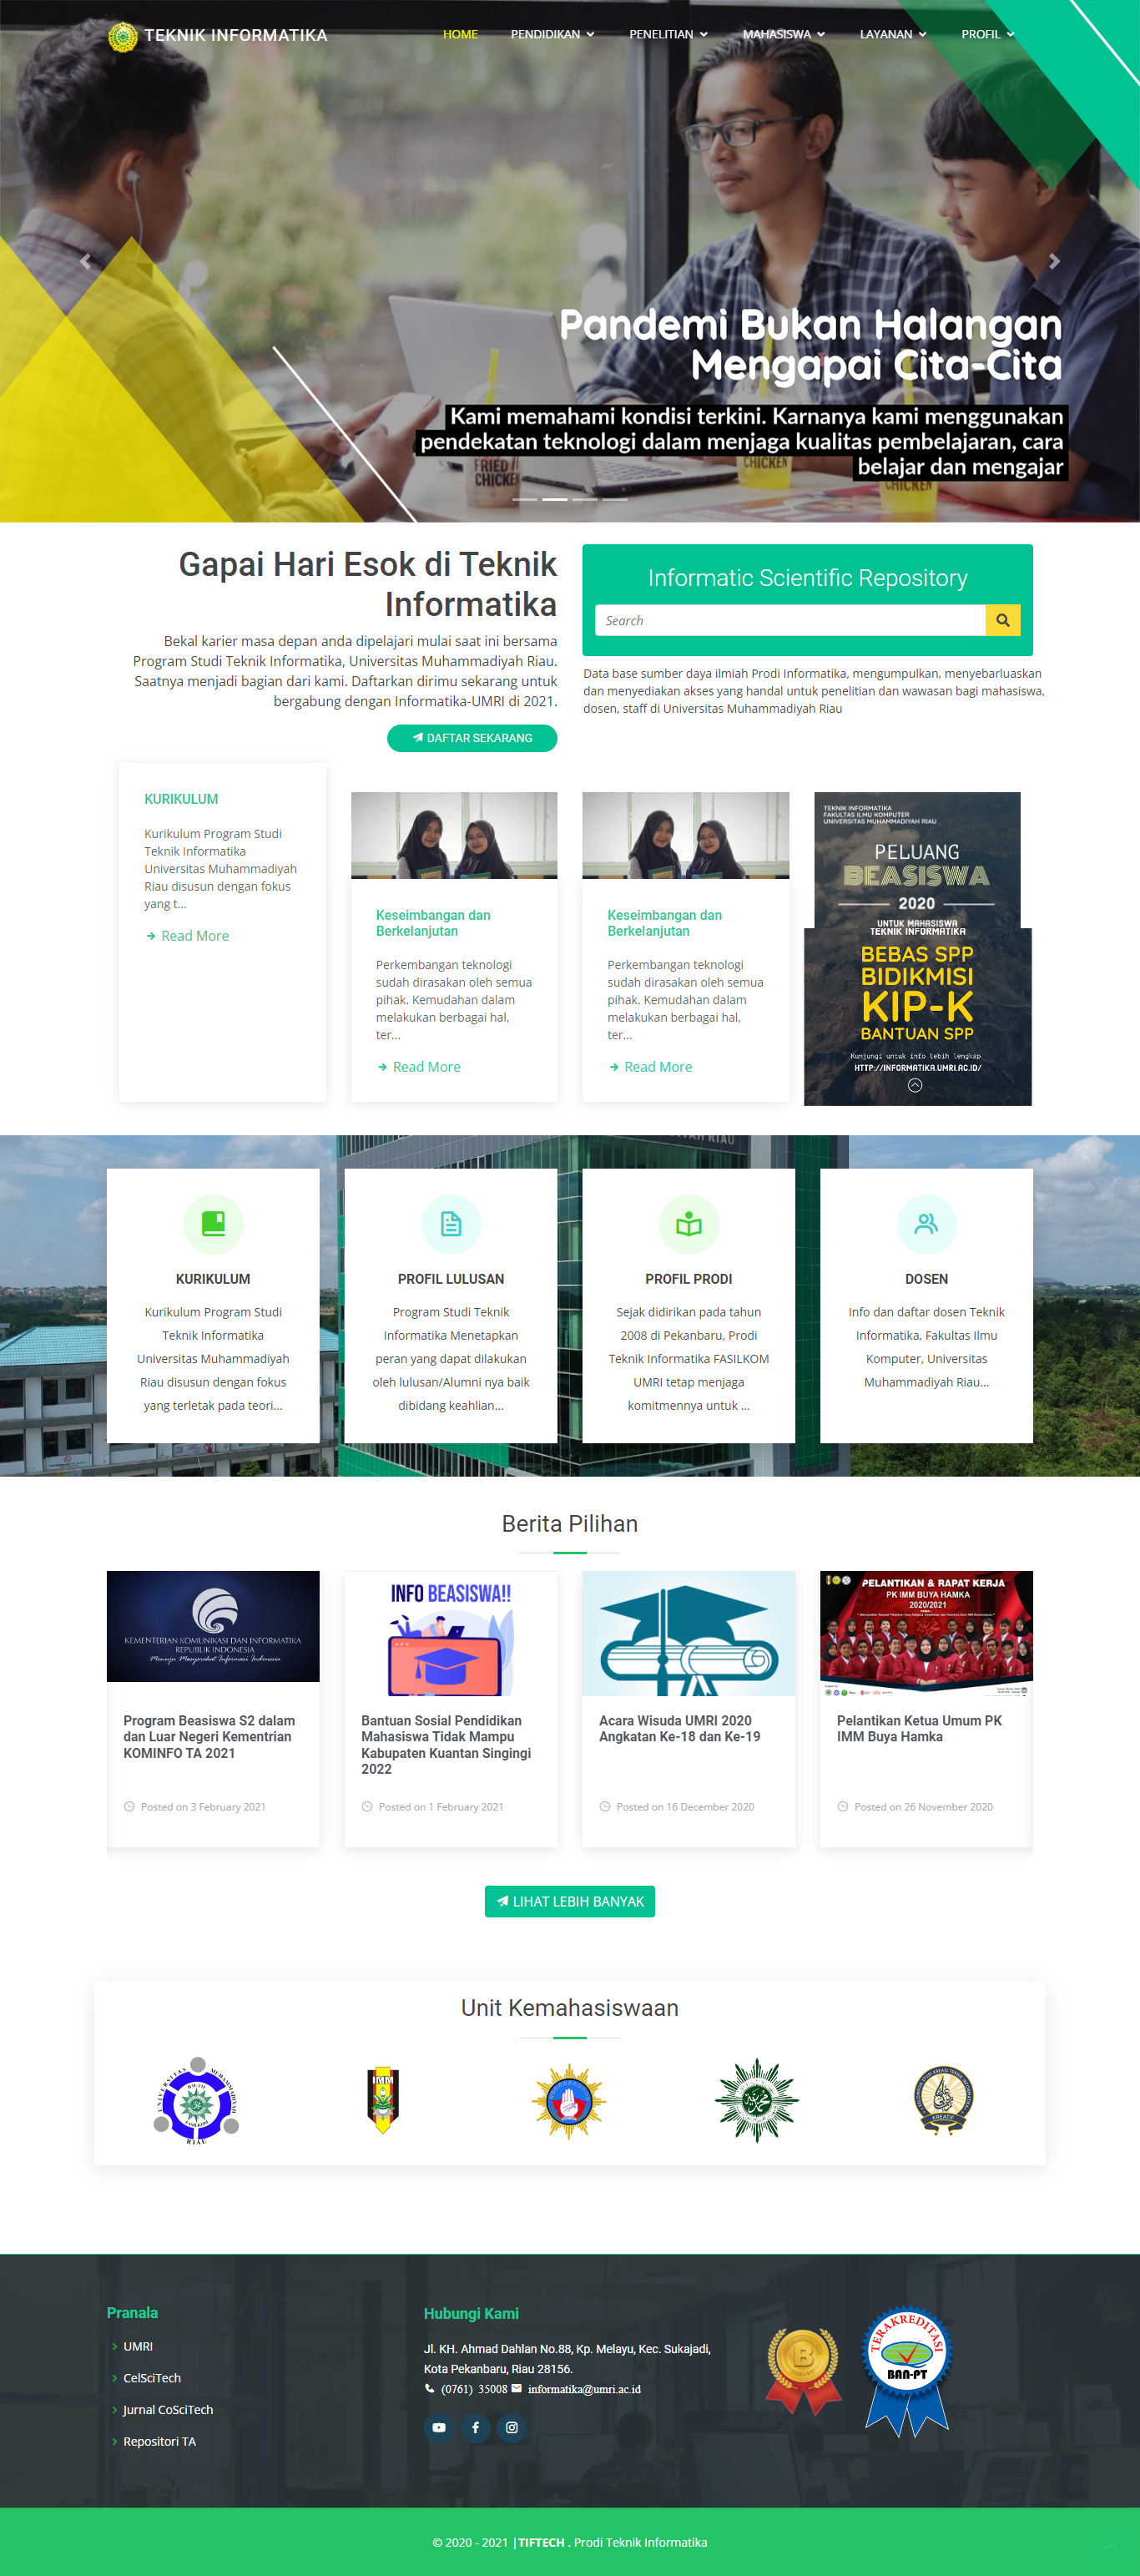 TEKNIK INFORMATIKA
HOME PENDIDIKAN PENELITIAN MAHASISWA LAYANAN PROFIL
Pandemi Bukan Halangan
Mengapai Cita-Cita
Kami memahami kondisi terkini. Karnanya kami menggunakan
pendekatan teknologi dalam menjaga kualitas pembelajaran, cara
belajar dan mengajar
FRIED
CHICKEN
CHICKEN
Gapai Hari Esok di Teknik
Informatika
Bekal karier masa depan anda dipelajari mulai saat ini bersama
Program Studi Teknik Informatika, Universitas Muhammadiyah Riau.
Saatnya menjadi bagian dari kami. Daftarkan dirimu sekarang untuk
bergabung dengan Informatika-UMRI di 2021.
DAFTAR SEKARANG
Informatic Scientific Repository
Search
Data base sumber daya ilmiah Prodi Informatika, mengumpulkan, menyebarluaskan
dan menyediakan akses yang handal untuk penelitian dan wawasan bagi mahasiswa,
dosen, staff di Universitas Muhammadiyah Riau
KURIKULUM
Kurikulum Program Studi
Teknik Informatika
Universitas Muhammadiyah
Riau disusun dengan fokus
yang t...
Read More
Keseimbangan dan
Berkelanjutan
Perkembangan teknologi
sudah dirasakan oleh semua
pihak. Kemudahan dalam
melakukan berbagai hal,
ter...
Read More
Keseimbangan dan
Berkelanjutan
Perkembangan teknologi
sudah dirasakan oleh semua
pihak. Kemudahan dalam
melakukan berbagai hal,
ter...
Read More
TEKNIK INFORMATIKA
FAKULTAS ILMU KOMPUTER
UNIVERSITAS MUHAMMADIYAH RIAU
PELUANG
BEASISWA
2020
UNTUK MAHASISWA
TEKNIK INFORMATIKA
BEBAS SPP
BIDIKMISI
KIP-K
BANTUAN SPP
Kunjungi untuk info lebih lengkap
HTTP://INFORMATIKA.UMRI.AC.ID/
KURIKULUM
Kurikulum Program Studi
Teknik Informatika
Universitas Muhammadiyah
Riau disusun dengan fokus
yang terletak pada teori...
PROFIL LULUSAN
Program Studi Teknik
Informatika Menetapkan
peran yang dapat dilakukan
oleh lulusan/Alumni nya baik
dibidang keahlian...
PROFIL PRODI
Sejak didirikan pada tahun
2008 di Pekanbaru, Prodi
Teknik Informatika FASILKOM
UMRI tetap menjaga
komitmennya untuk ...
DOSEN
Info dan daftar dosen Teknik
Informatika, Fakultas Ilmu
Komputer, Universitas
Muhammadiyah Riau...
Berita Pilihan
KEMENTERIAN KOMUNIKASI DAN INFORMATIKA
REPUBLIK INDONESIA
Menuju Masyarakat Informasi Indonesia
Program Beasiswa S2 dalam
dan Luar Negeri Kementrian
KOMINFO TA 2021
Posted on 3 February 2021
INFO BEASISWA!!
Bantuan Sosial Pendidikan
Mahasiswa Tidak Mampu
Kabupaten Kuantan Singingi
2022
Posted on 1 February 2021
Acara Wisuda UMRI 2020
Angkatan Ke-18 dan Ke-19
Posted on 16 December 2020
PELANTIKAN & RAPAT KERJA
PK IMM BUYA HAMKA
2020/2021
Pelantikan Ketua Umum PK
IMM Buya Hamka
Posted on 26 November 2020
LIHAT LEBIH BANYAK
Unit Kemahasiswaan
UNIVERSITAS MUHAMMADIYAH
RIAU
IMM
KREATIF
Pranala
UMRI
CelSciTech
Jurnal CoSciTech
Repositori TA
Hubungi Kami
Jl. KH. Ahmad Dahlan No.88, Kp. Melayu, Kec. Sukajadi,
Kota Pekanbaru, Riau 28156.
(0761) 35008 informatika@umri.ac.id
B
TERAKREDITASI
BAN-PT
© 2020 - 2021 |TIFTECH . Prodi Teknik Informatika